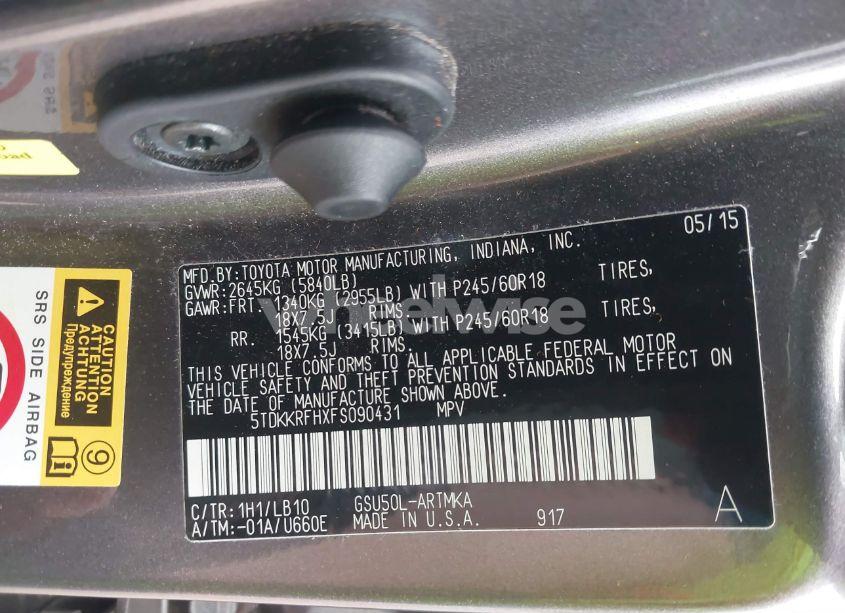 05/15
MFD.BY:TOYOTA MOTOR MANUFACTURING, INDIANA, INC.
GVWR:2645KG (5840LB)
GAWR:FRT. 1340KG (2955LB) WITH P245/60R18 TIRES,
18X7.5J RIMS.
RR. 1545KG (3415LB) WITH P245/60R18 TIRES,
18X7.5J RIMS.
THIS VEHICLE CONFORMS TO ALL APPLICABLE FEDERAL MOTOR
VEHICLE SAFETY AND THEFT PREVENTION STANDARDS IN EFFECT ON
THE DATE OF MANUFACTURE SHOWN ABOVE.
5TDKKRFHXFS090431 MPV
C/TR: 1H1/LB10 GSU50L-ARTMKA
A/TM:-01A/U660E MADE IN U.S.A. 917 A
SRS SIDE AIRBAG
CAUTION
ATTENTION
ACHTUNG
Предупреждение
9
wheelwise